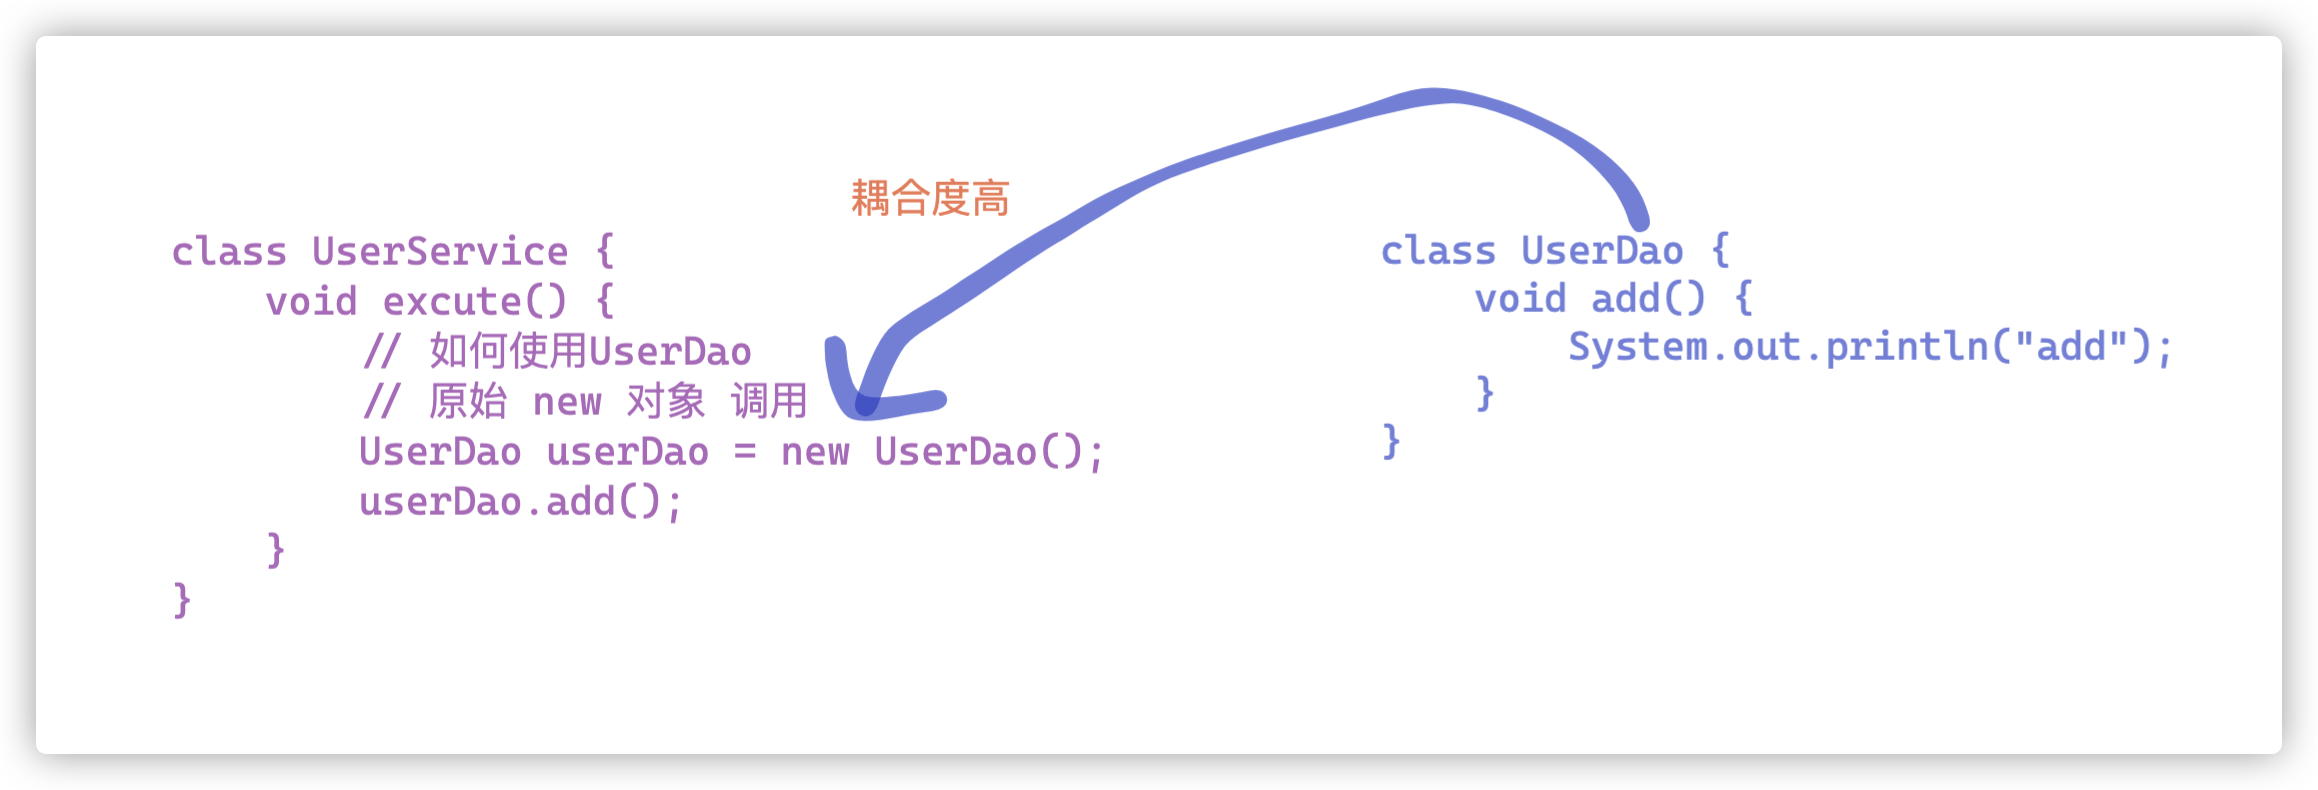 耦合度高
class UserService {
    void excute() {
        // 如何使用UserDao
        // 原始 new 对象 调用
        UserDao userDao = new UserDao();
        userDao.add();
    }
}
class UserDao {
    void add() {
        System.out.println("add");
    }
}